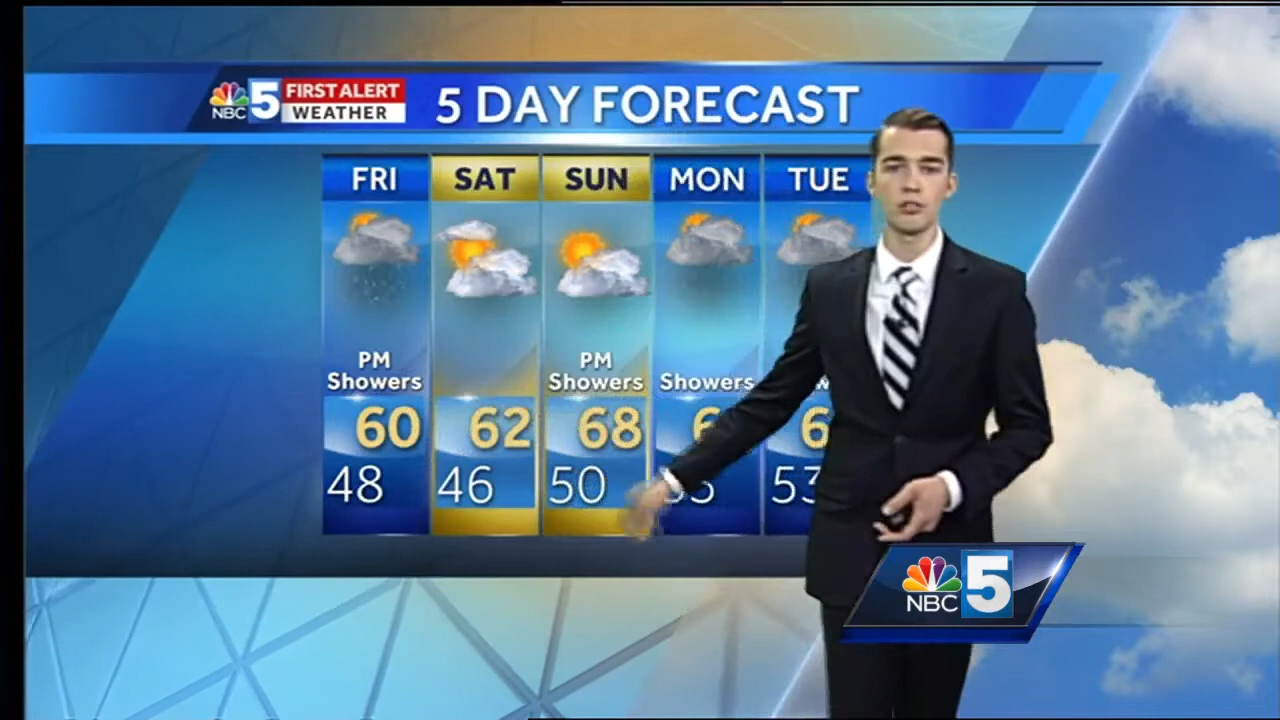 NBC 5 FIRST ALERT WEATHER
5 DAY FORECAST
FRI SAT SUN MON TUE
PM Showers
PM Showers
Showers
60 62 68
48 46 50
NBC 5